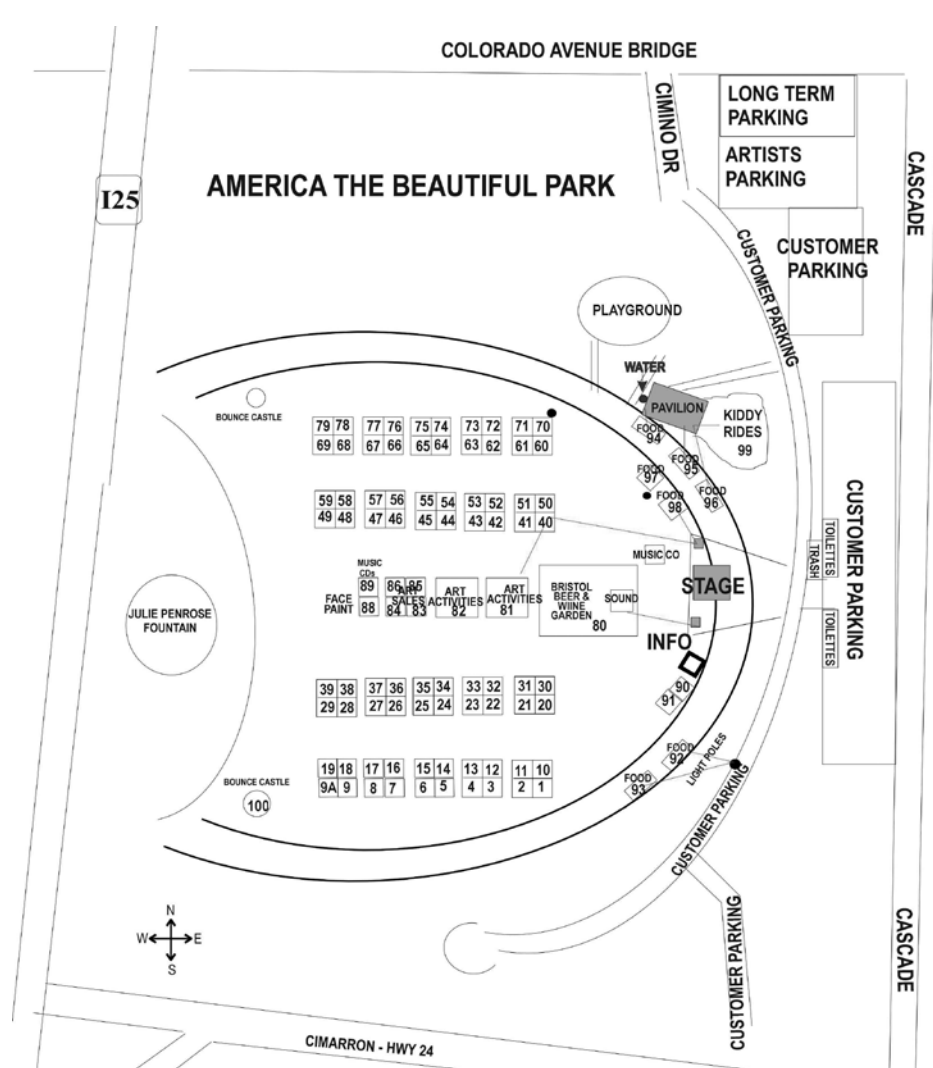 COLORADO AVENUE BRIDGE
CIMINO DR
LONG TERM
PARKING
ARTISTS
PARKING
CASCADE
I25
AMERICA THE BEAUTIFUL PARK
CUSTOMER
PARKING
CUSTOMER PARKING
PLAYGROUND
WATER
PAVILION
KIDDY
RIDES
99
BOUNCE CASTLE
FOOD
94
FOOD
95
FOOD
96
FOOD
97
FOOD
98
79 78 77 76 75 74 73 72 71 70
69 68 67 66 65 64 63 62 61 60
59 58 57 56 55 54 53 52 51 50
49 48 47 46 45 44 43 42 41 40
MUSIC CO
STAGE
TOILETTES
TRASH
TOILETTES
CUSTOMER PARKING
MUSIC
CDs
89
FACE
PAINT
88
86 85
ART
SALES
84 83
ART
ACTIVITIES
82
ART
ACTIVITIES
81
BRISTOL
BEER &
WIINE
GARDEN
80
SOUND
INFO
JULIE PENROSE
FOUNTAIN
90
91
39 38 37 36 35 34 33 32 31 30
29 28 27 26 25 24 23 22 21 20
FOOD
92
FOOD
93
LIGHT POLES
19 18 17 16 15 14 13 12 11 10
9A 9 8 7 6 5 4 3 2 1
BOUNCE CASTLE
100
CUSTOMER PARKING
CUSTOMER PARKING
CASCADE
N
W E
S
CIMARRON - HWY 24